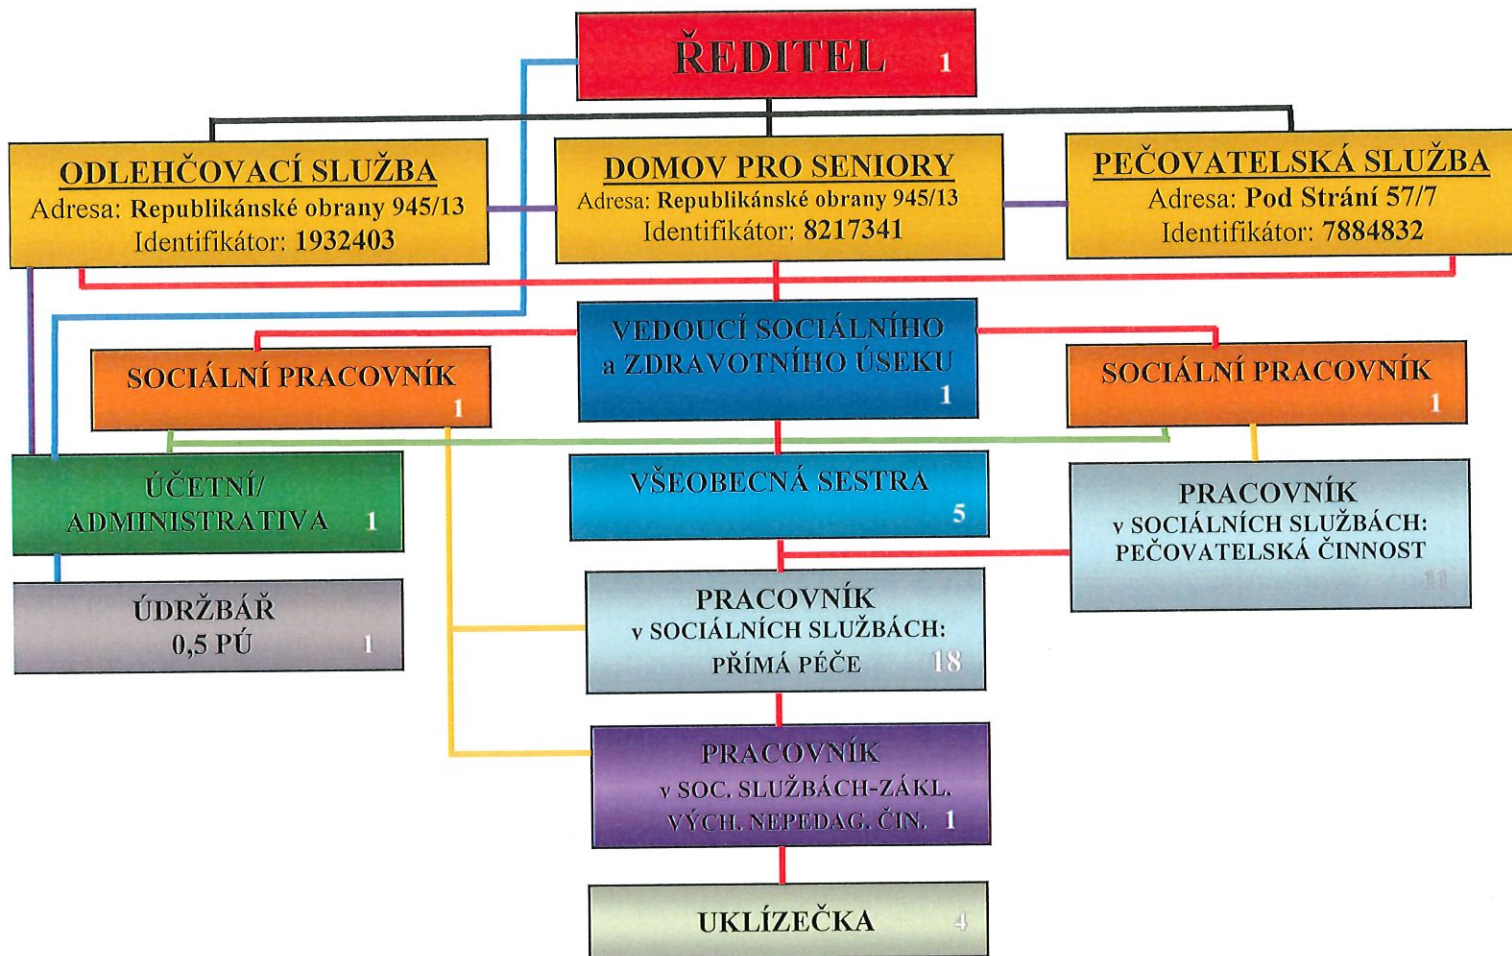 ŘEDITEL 1
ODLEHČOVACÍ SLUŽBA
Adresa: Republikánské obrany 945/13
Identifikátor: 1932403
DOMOV PRO SENIORY
Adresa: Republikánské obrany 945/13
Identifikátor: 8217341
PEČOVATELSKÁ SLUŽBA
Adresa: Pod Strání 57/7
Identifikátor: 7884832
VEDOUCÍ SOCIÁLNÍHO
a ZDRAVOTNÍHO ÚSEKU
1
SOCIÁLNÍ PRACOVNÍK
1
SOCIÁLNÍ PRACOVNÍK
1
ÚČETNÍ/
ADMINISTRATIVA 1
VŠEOBECNÁ SESTRA
5
PRACOVNÍK
v SOCIÁLNÍCH SLUŽBÁCH:
PEČOVATELSKÁ ČINNOST
11
ÚDRŽBÁŘ
0,5 PÚ 1
PRACOVNÍK
v SOCIÁLNÍCH SLUŽBÁCH:
PŘÍMÁ PÉČE 18
PRACOVNÍK
v SOC. SLUŽBÁCH-ZÁKL.
VÝCH. NEPEDAG. ČIN. 1
UKLÍZEČKA 4